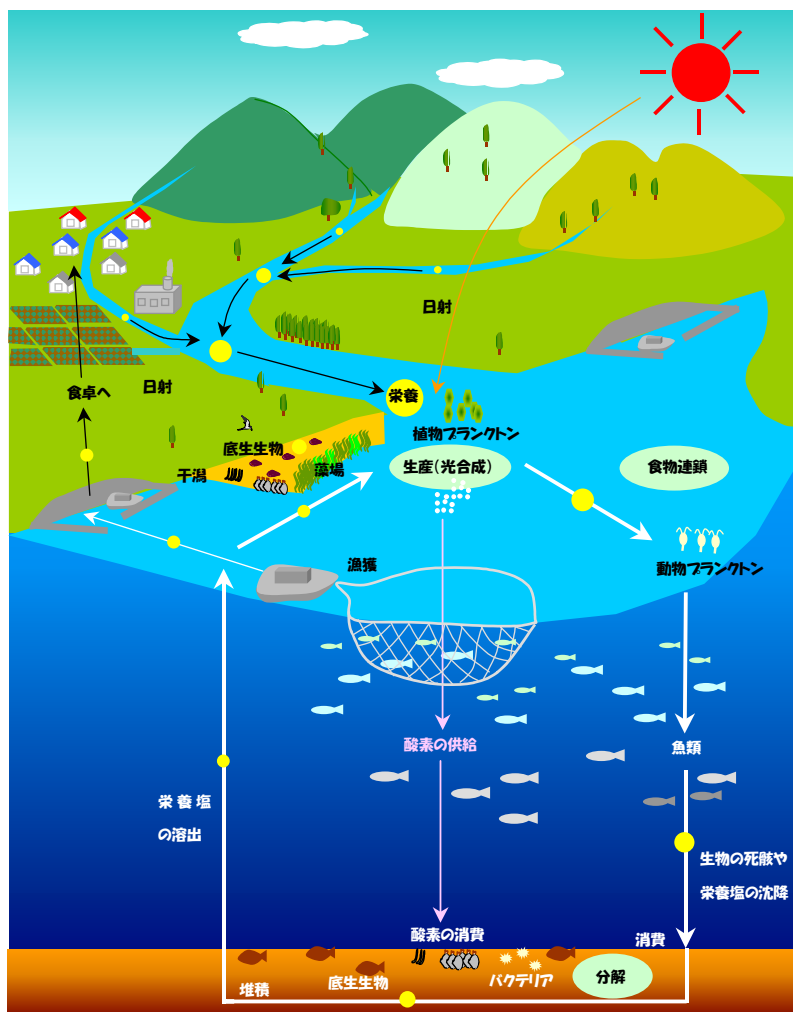 日射
食卓へ
日射
栄養
植物プランクトン
底生生物
干潟
藻場
生産(光合成)
食物連鎖
漁獲
動物プランクトン
酸素の供給
魚類
栄養塩
の溶出
生物の死骸や
栄養塩の沈降
酸素の消費
消費
堆積
底生生物
バクテリア
分解